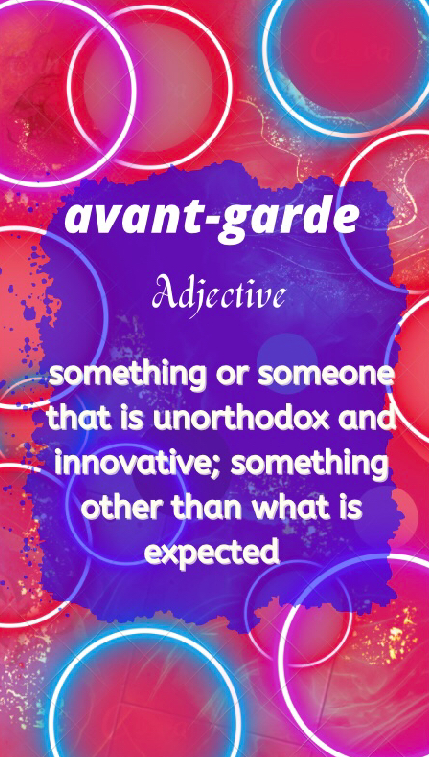 avant-garde
Adjective
something or someone
that is unorthodox and
innovative; something
other than what is
expected